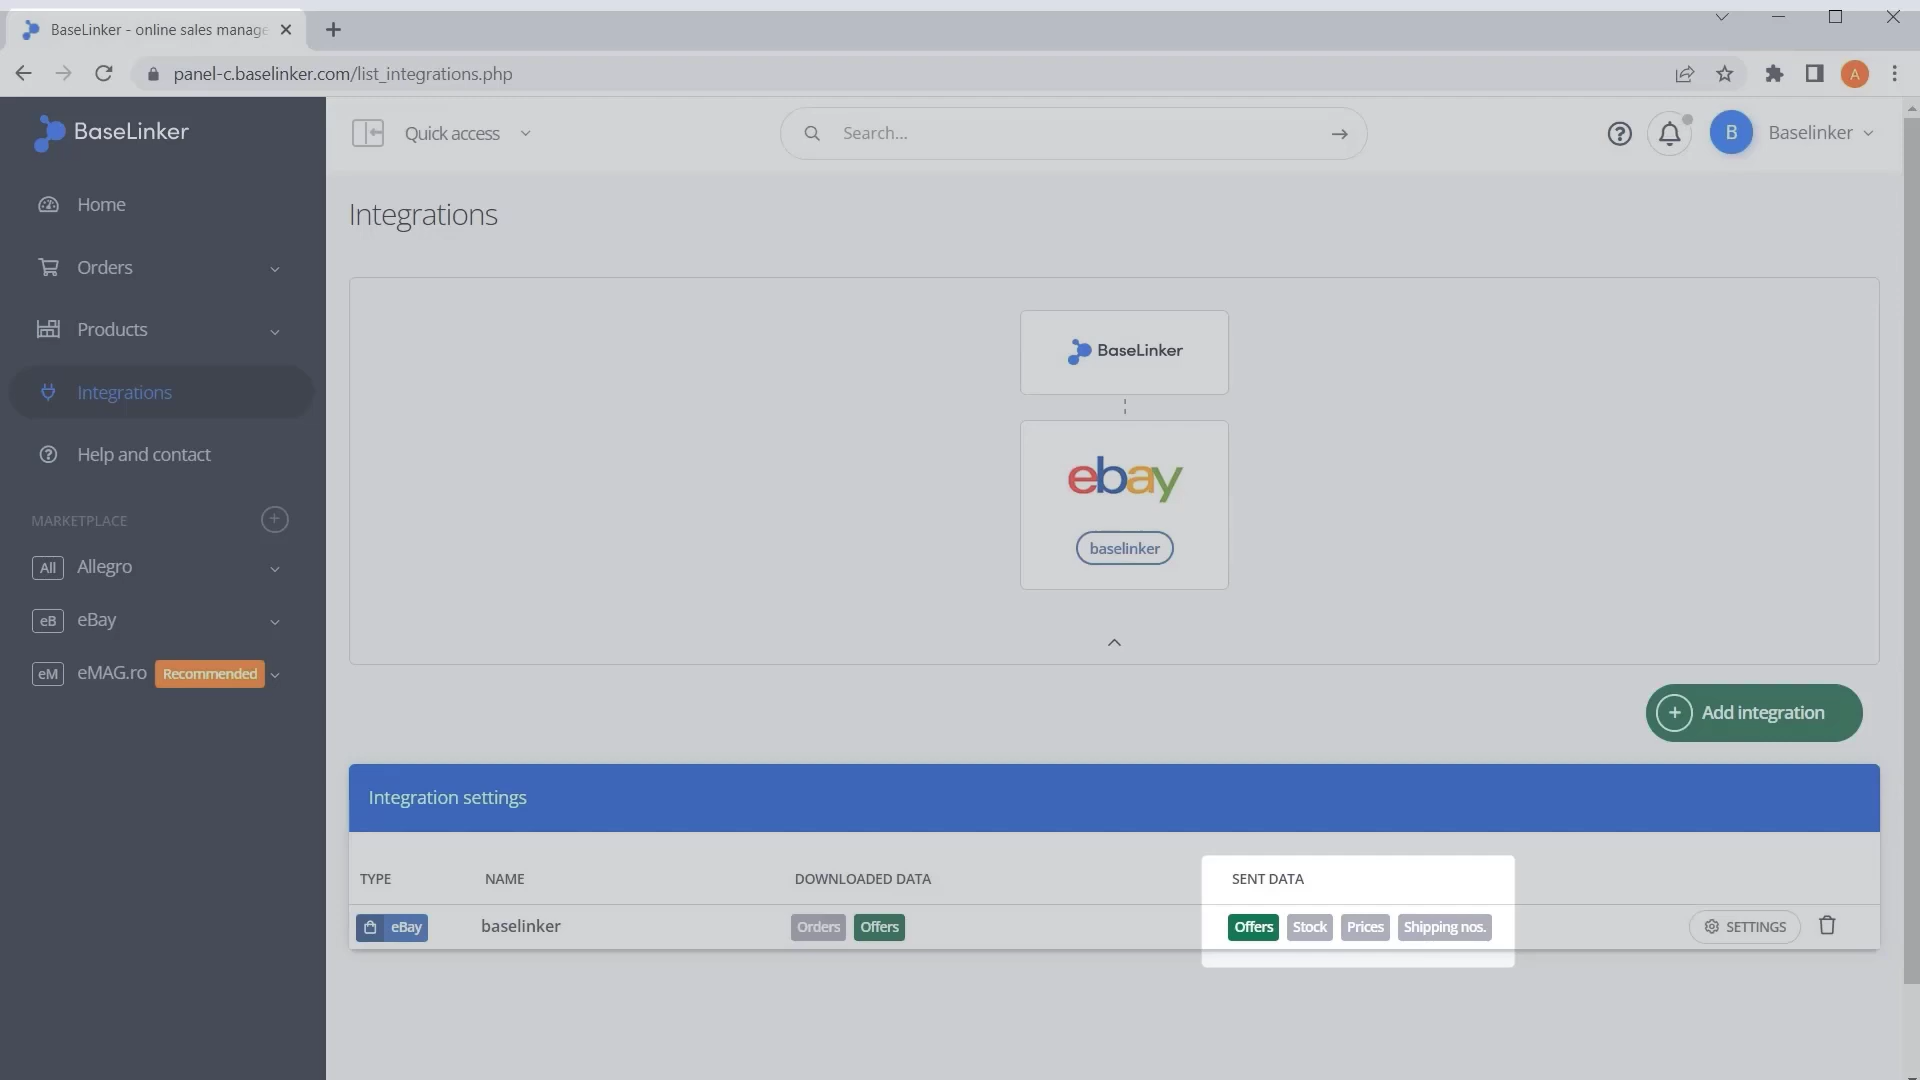 BaseLinker - online sales manage
panel-c.baselinker.com/list_integrations.php
A
BaseLinker
Quick access
Search...
B
Baselinker
Home
Orders
Products
Integrations
Help and contact
MARKETPLACE
All Allegro
eB eBay
eM eMAG.ro Recommended
Integrations
BaseLinker
ebay
baselinker
Add integration
Integration settings
TYPE NAME DOWNLOADED DATA SENT DATA
eBay baselinker Orders Offers Offers Stock Prices Shipping nos. SETTINGS